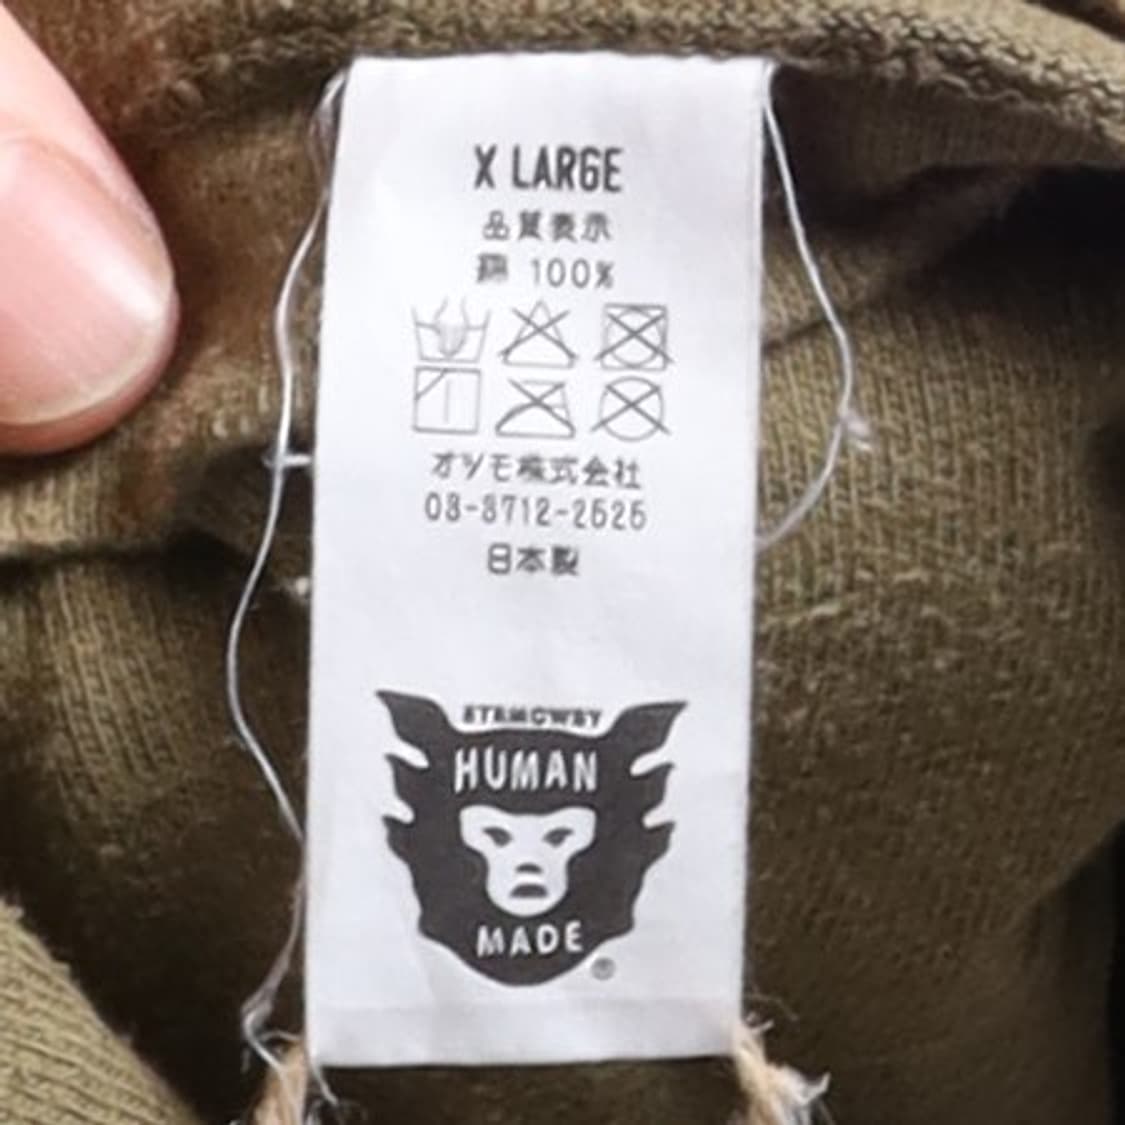 X LARGE
品質表示
綿 100%
オツモ株式会社
03-3712-2525
日本製
STRMCWBY
HUMAN
MADE
®